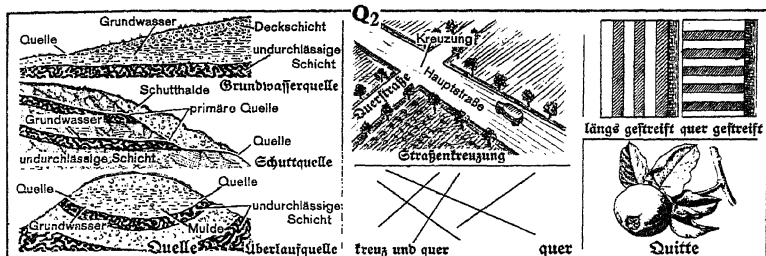 Q₂
Grundwasser
Deckschicht
Quelle
undurchlässige
Schicht
Grundwasserquelle
Schutthalde
primäre Quelle
Grundwasser
Quelle
undurchlässige Schicht
Schuttquelle
Quelle
Quelle
undurchlässige
Schicht
Grundwasser
Mulde
Quelle
Überlaufquelle
Kreuzung
Querstraße
Hauptstraße
Straßenkreuzung
kreuz und quer
quer
längs gestreift
quer gestreift
Quitte